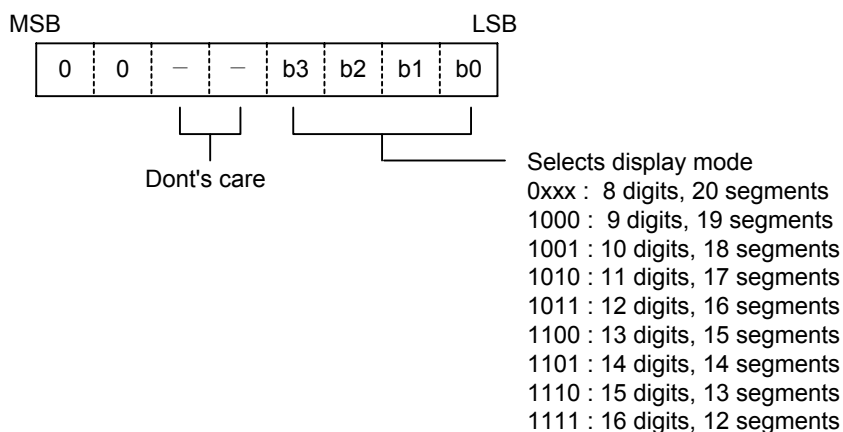 MSB LSB
0 0 – – b3 b2 b1 b0
Dont's care
Selects display mode
0xxx : 8 digits, 20 segments
1000 : 9 digits, 19 segments
1001 : 10 digits, 18 segments
1010 : 11 digits, 17 segments
1011 : 12 digits, 16 segments
1100 : 13 digits, 15 segments
1101 : 14 digits, 14 segments
1110 : 15 digits, 13 segments
1111 : 16 digits, 12 segments